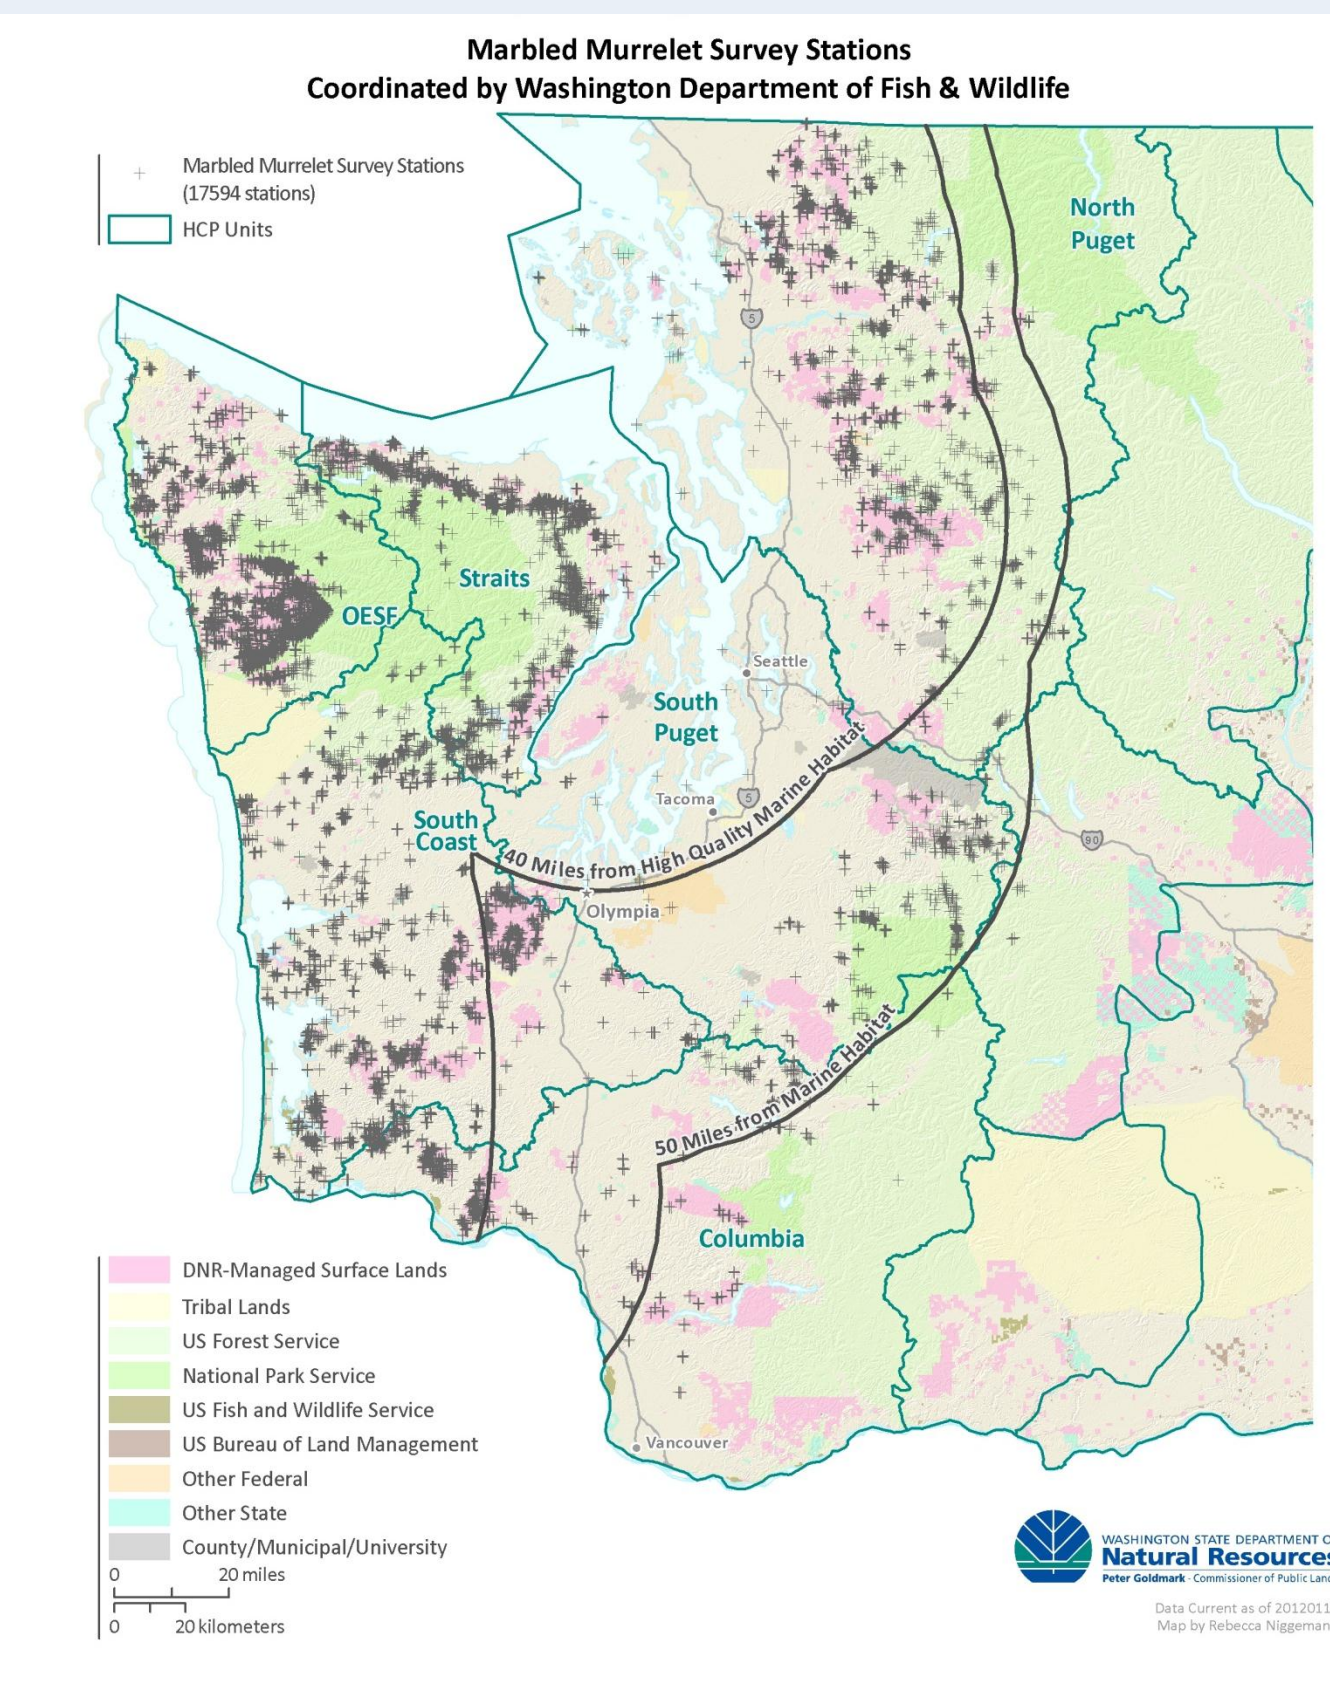 Marbled Murrelet Survey Stations
Coordinated by Washington Department of Fish & Wildlife
Marbled Murrelet Survey Stations
(17594 stations)
HCP Units
North
Puget
5
Straits
OESF
Seattle
South
Puget
40 Miles from High Quality Marine Habitat
Tacoma
5
South
Coast
90
Olympia
50 Miles from Marine Habitat
Columbia
Vancouver
DNR-Managed Surface Lands
Tribal Lands
US Forest Service
National Park Service
US Fish and Wildlife Service
US Bureau of Land Management
Other Federal
Other State
County/Municipal/University
0 20 miles
0 20 kilometers
WASHINGTON STATE DEPARTMENT O
Natural Resources
Peter Goldmark - Commissioner of Public Lan
Data Current as of 2012011
Map by Rebecca Niggeman